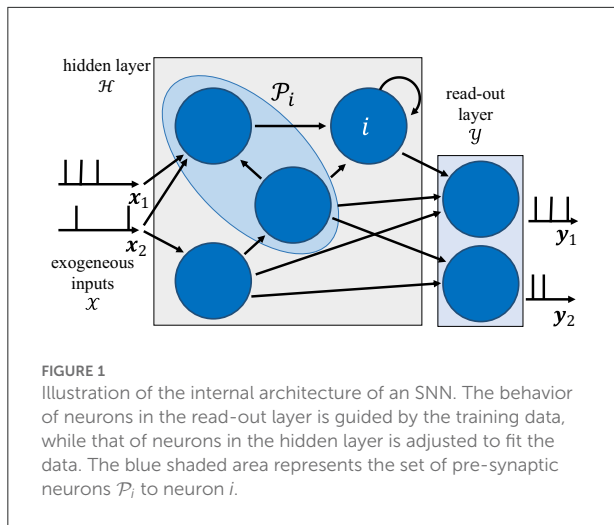 hidden layer
ℋ
𝒫i
i
read-out
layer
𝒴
x1
x2
exogeneous
inputs
𝒳
y1
y2
FIGURE 1
Illustration of the internal architecture of an SNN. The behavior
of neurons in the read-out layer is guided by the training data,
while that of neurons in the hidden layer is adjusted to fit the
data. The blue shaded area represents the set of pre-synaptic
neurons 𝒫i to neuron i.